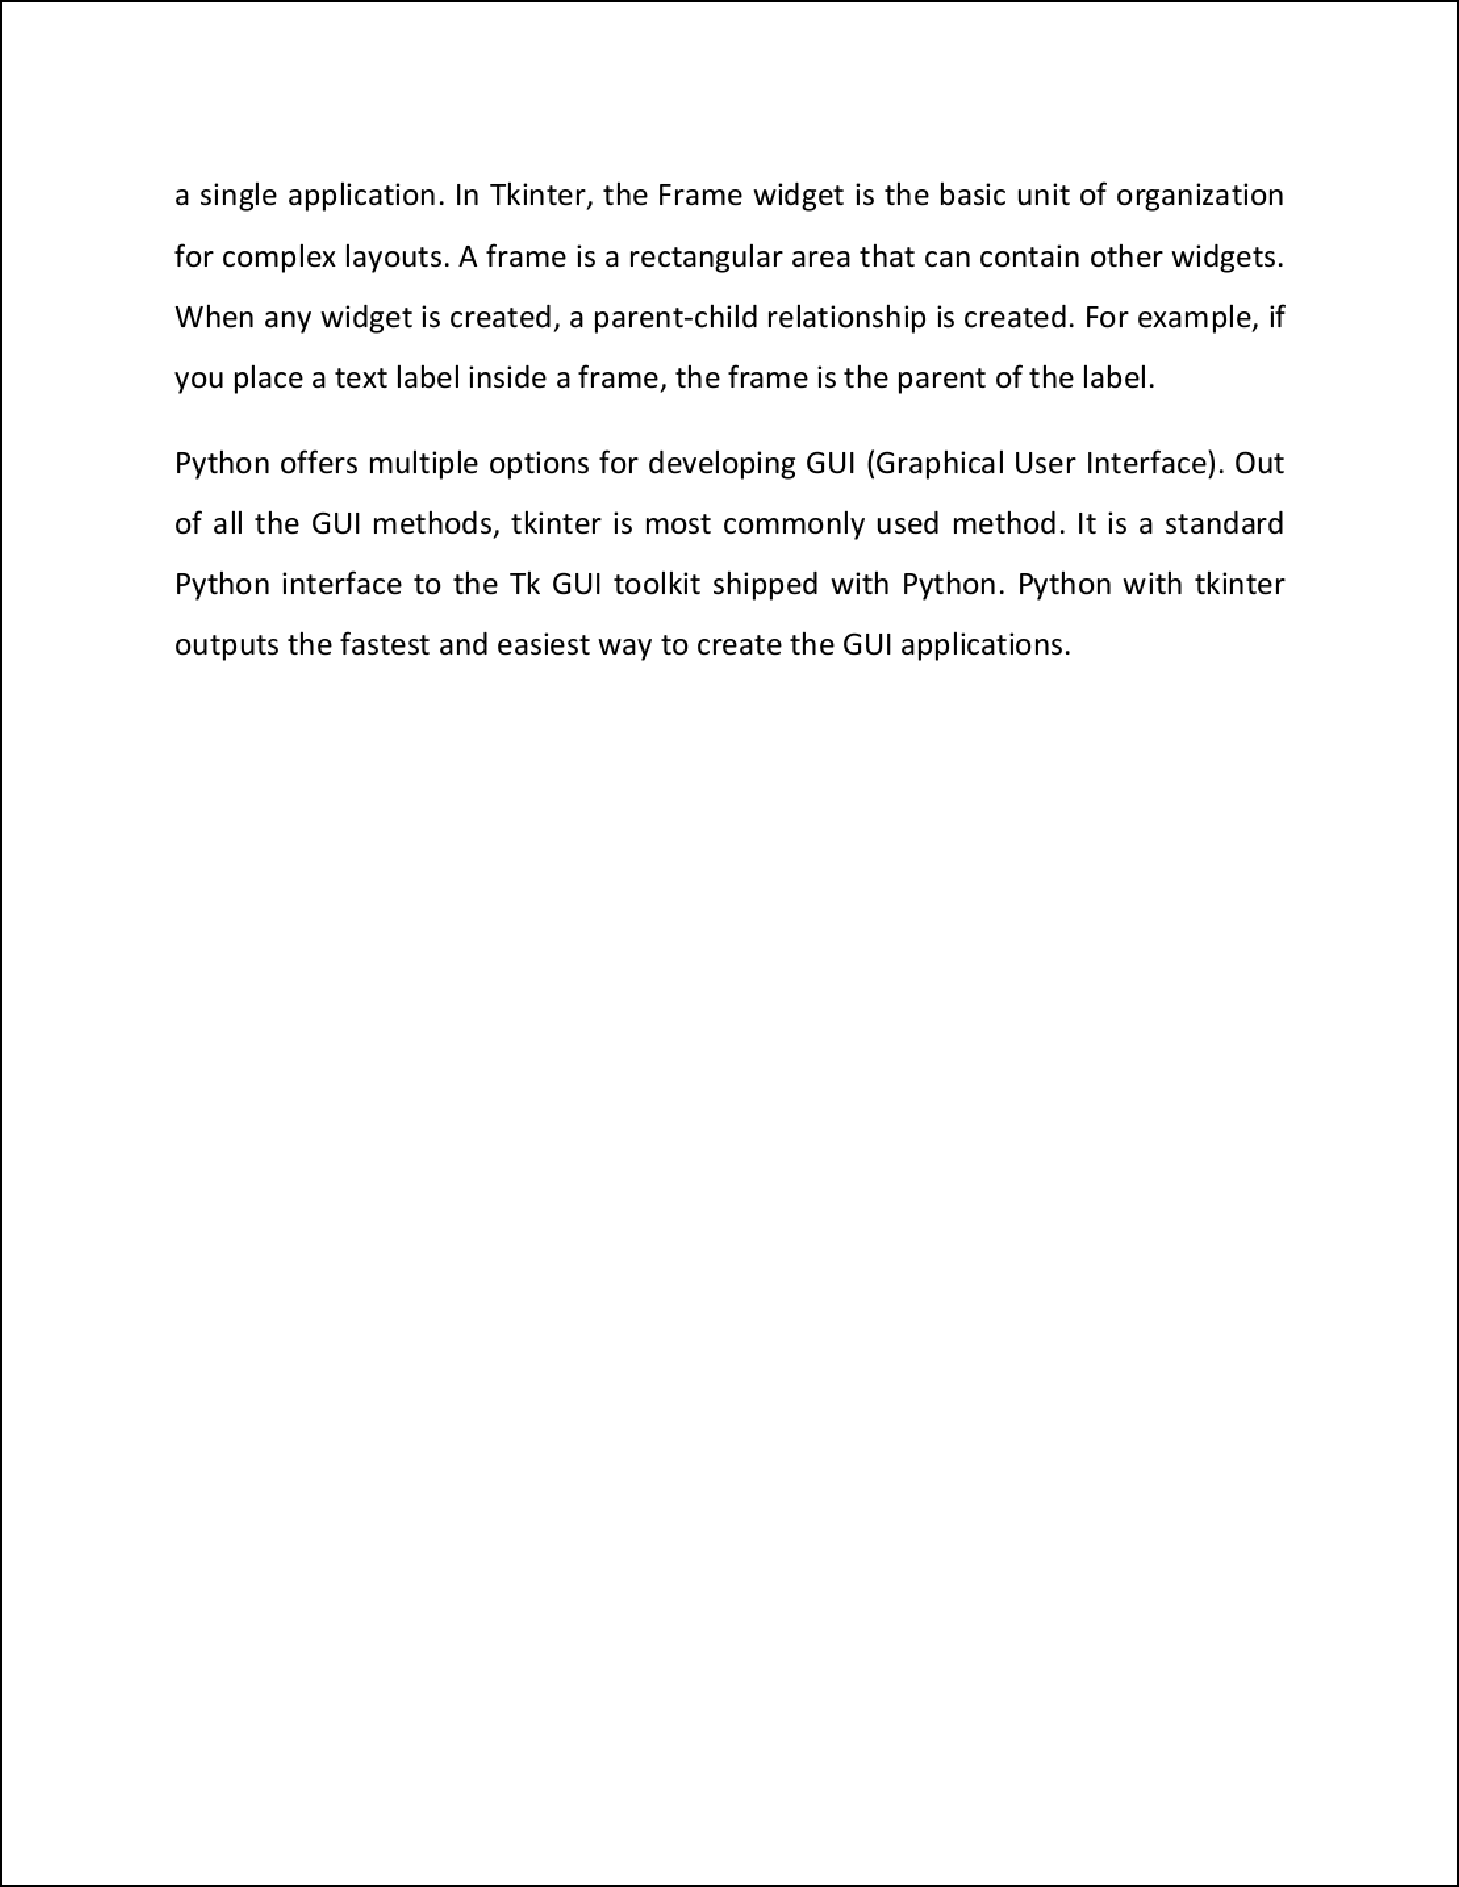 a single application. In Tkinter, the Frame widget is the basic unit of organization
for complex layouts. A frame is a rectangular area that can contain other widgets.
When any widget is created, a parent-child relationship is created. For example, if
you place a text label inside a frame, the frame is the parent of the label.
Python offers multiple options for developing GUI (Graphical User Interface). Out
of all the GUI methods, tkinter is most commonly used method. It is a standard
Python interface to the Tk GUI toolkit shipped with Python. Python with tkinter
outputs the fastest and easiest way to create the GUI applications.